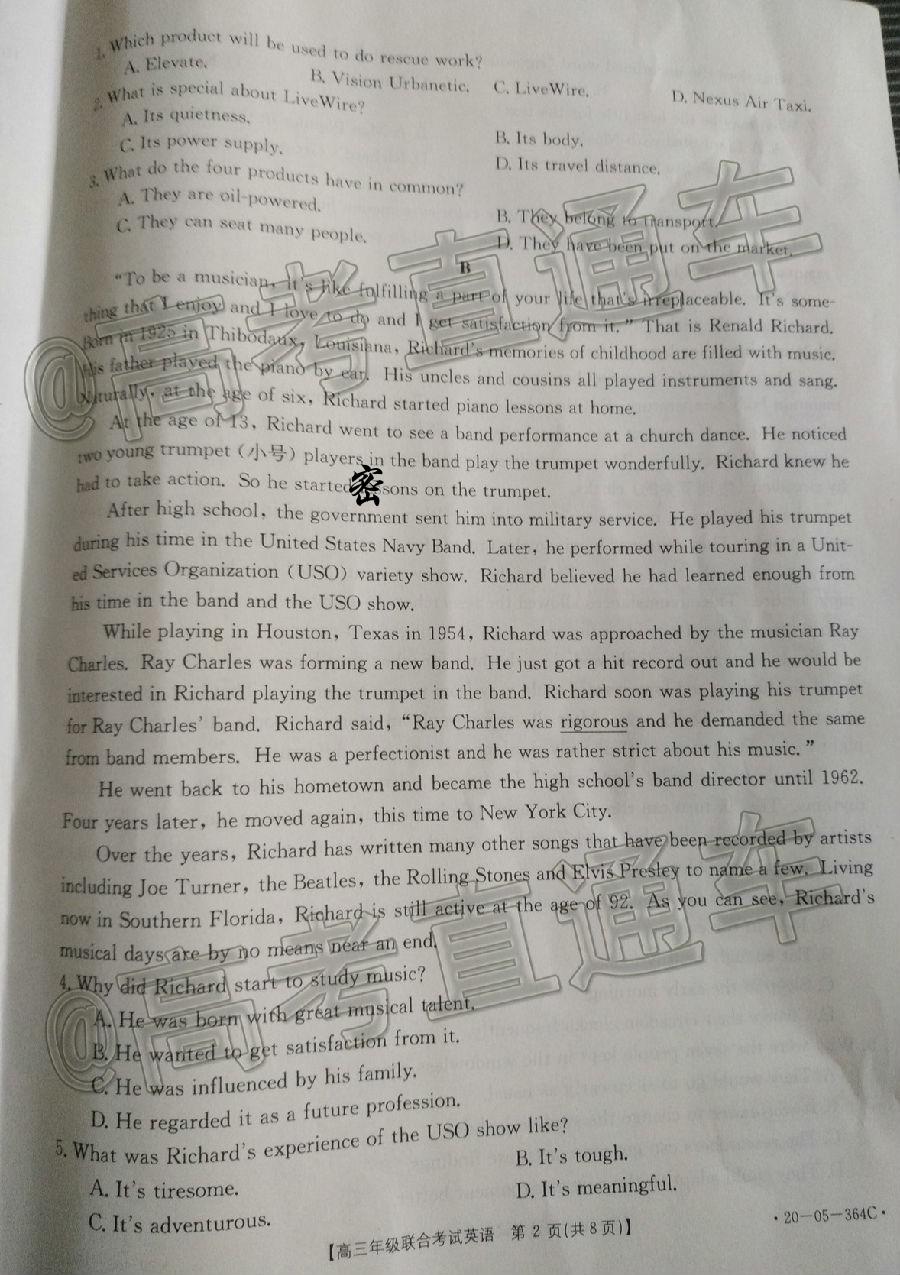 1. Which product will be used to do rescue work?
A. Elevate. B. Vision Urbanetic. C. LiveWire. D. Nexus Air Taxi.
2. What is special about LiveWire?
A. Its quietness. B. Its body.
C. Its power supply. D. Its travel distance.
3. What do the four products have in common?
A. They are oil-powered. B. They belong to transport.
C. They can seat many people. D. They have been put on the market.
B
“To be a musician, it's like fulfilling a part of your life that's irreplaceable. It's some-
thing that I enjoy and I love to do and I get satisfaction from it.” That is Renald Richard.
Born in 1925 in Thibodaux, Louisiana, Richard's memories of childhood are filled with music.
His father played the piano by ear. His uncles and cousins all played instruments and sang.
Naturally, at the age of six, Richard started piano lessons at home.
At the age of 13, Richard went to see a band performance at a church dance. He noticed
two young trumpet (小号) players in the band play the trumpet wonderfully. Richard knew he
had to take action. So he started lessons on the trumpet.
密
After high school, the government sent him into military service. He played his trumpet
during his time in the United States Navy Band. Later, he performed while touring in a Unit-
ed Services Organization (USO) variety show. Richard believed he had learned enough from
his time in the band and the USO show.
While playing in Houston, Texas in 1954, Richard was approached by the musician Ray
Charles. Ray Charles was forming a new band. He just got a hit record out and he would be
interested in Richard playing the trumpet in the band. Richard soon was playing his trumpet
for Ray Charles' band. Richard said, “Ray Charles was rigorous and he demanded the same
from band members. He was a perfectionist and he was rather strict about his music.”
He went back to his hometown and became the high school's band director until 1962.
Four years later, he moved again, this time to New York City.
Over the years, Richard has written many other songs that have been recorded by artists
including Joe Turner, the Beatles, the Rolling Stones and Elvis Presley to name a few. Living
now in Southern Florida, Richard is still active at the age of 92. As you can see, Richard's
musical days are by no means near an end.
4. Why did Richard start to study music?
A. He was born with great musical talent.
B. He wanted to get satisfaction from it.
C. He was influenced by his family.
D. He regarded it as a future profession.
5. What was Richard's experience of the USO show like?
A. It's tiresome. B. It's tough.
C. It's adventurous. D. It's meaningful.
【高三年级联合考试英语 第 2 页(共 8 页)】 ·20-05-364C·
@高考直通车
@高考直通车